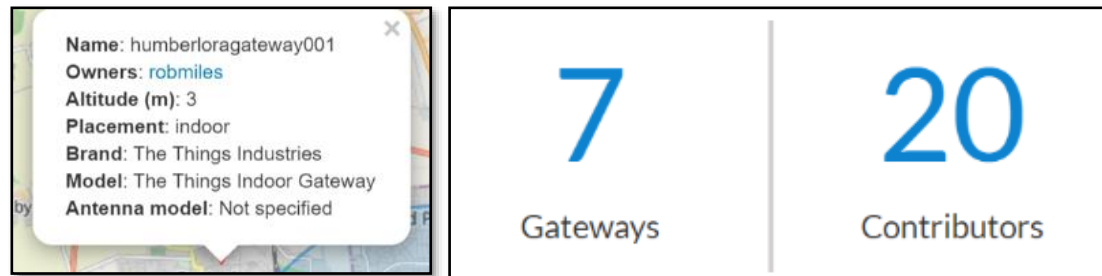 ×
Name: humberloragateway001
Owners: robmiles
Altitude (m): 3
Placement: indoor
Brand: The Things Industries
Model: The Things Indoor Gateway
Antenna model: Not specified
by
7
Gateways
20
Contributors